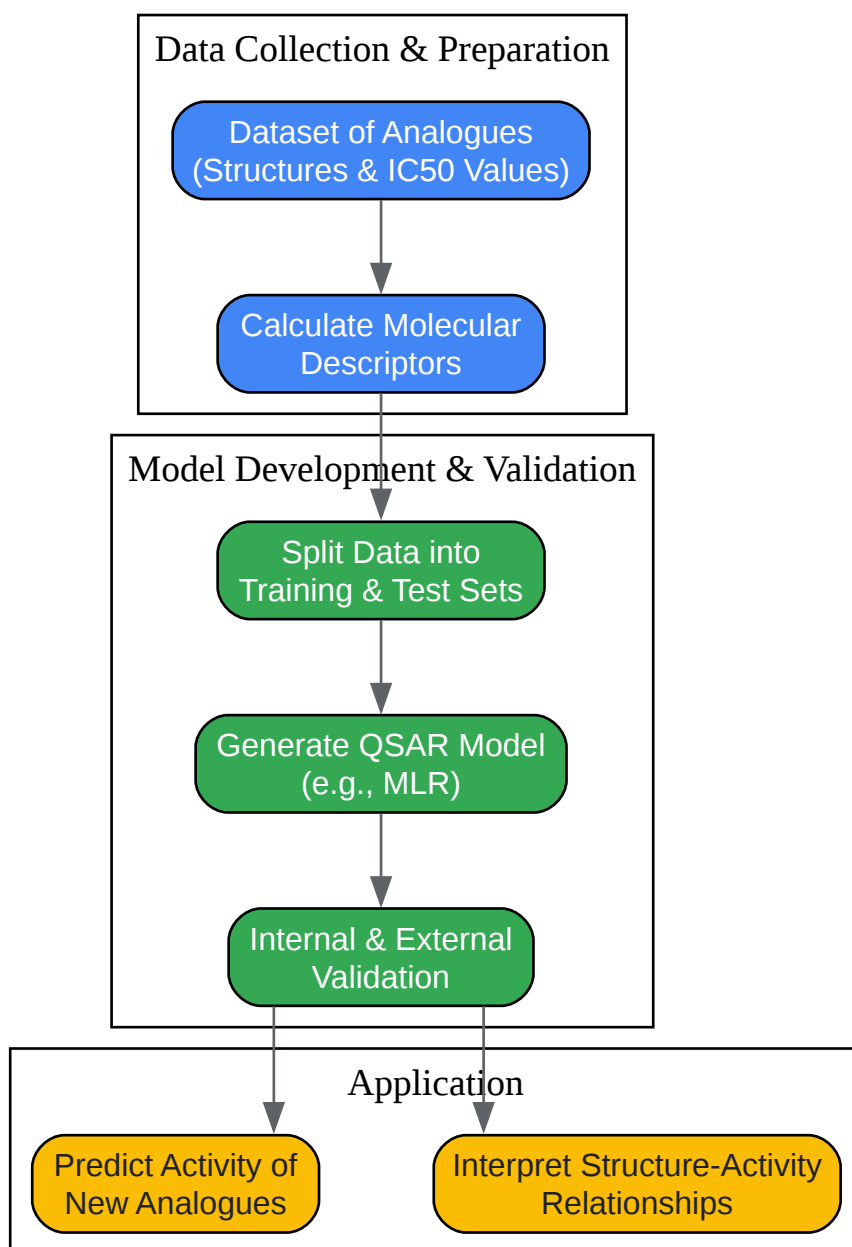 Data Collection & Preparation
Dataset of Analogues
(Structures & IC50 Values)
Calculate Molecular
Descriptors
Model Development & Validation
Split Data into
Training & Test Sets
Generate QSAR Model
(e.g., MLR)
Internal & External
Validation
Application
Predict Activity of
New Analogues
Interpret Structure-Activity
Relationships